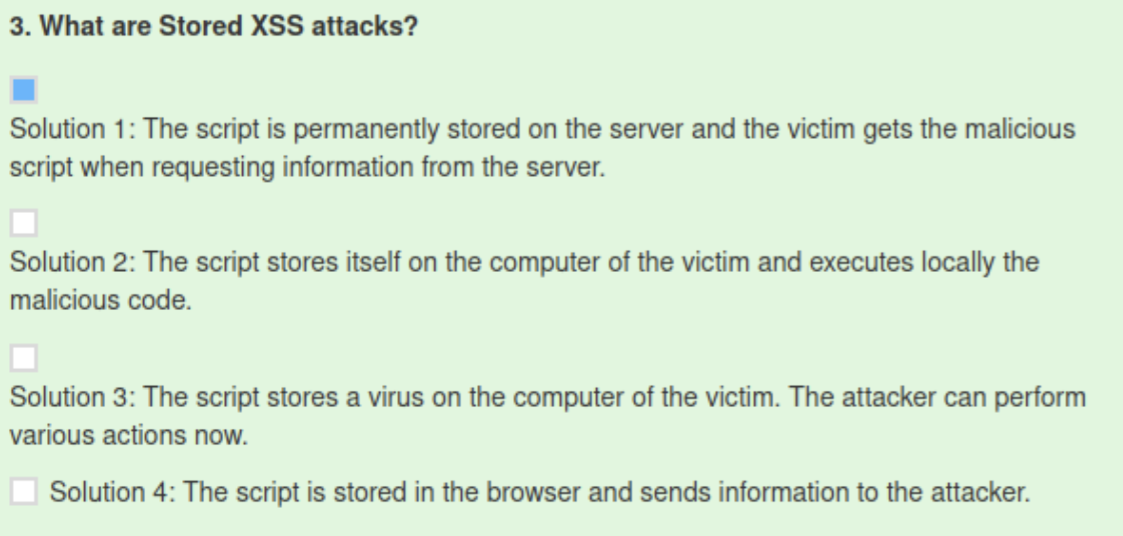 3. What are Stored XSS attacks?
Solution 1: The script is permanently stored on the server and the victim gets the malicious
script when requesting information from the server.
Solution 2: The script stores itself on the computer of the victim and executes locally the
malicious code.
Solution 3: The script stores a virus on the computer of the victim. The attacker can perform
various actions now.
Solution 4: The script is stored in the browser and sends information to the attacker.